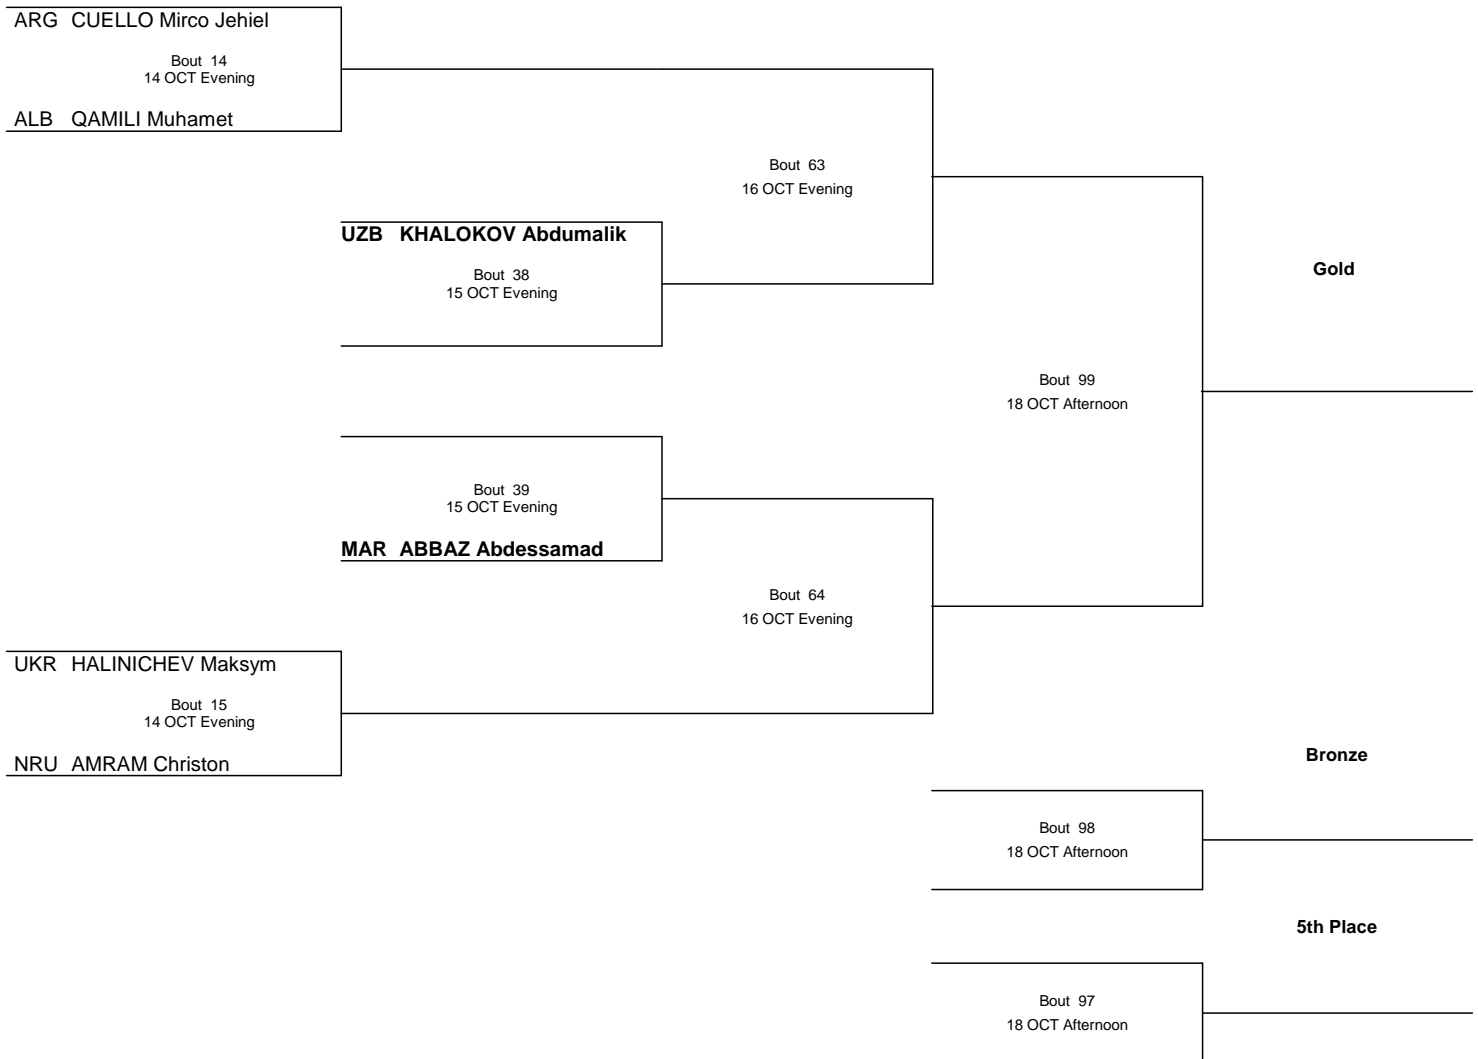 ARG CUELLO Mirco Jehiel
Bout 14
14 OCT Evening
ALB QAMILI Muhamet
Bout 63
16 OCT Evening
UZB KHALOKOV Abdumalik
Bout 38
15 OCT Evening
Gold
Bout 99
18 OCT Afternoon
Bout 39
15 OCT Evening
MAR ABBAZ Abdessamad
Bout 64
16 OCT Evening
UKR HALINICHEV Maksym
Bout 15
14 OCT Evening
NRU AMRAM Christon
Bronze
Bout 98
18 OCT Afternoon
5th Place
Bout 97
18 OCT Afternoon